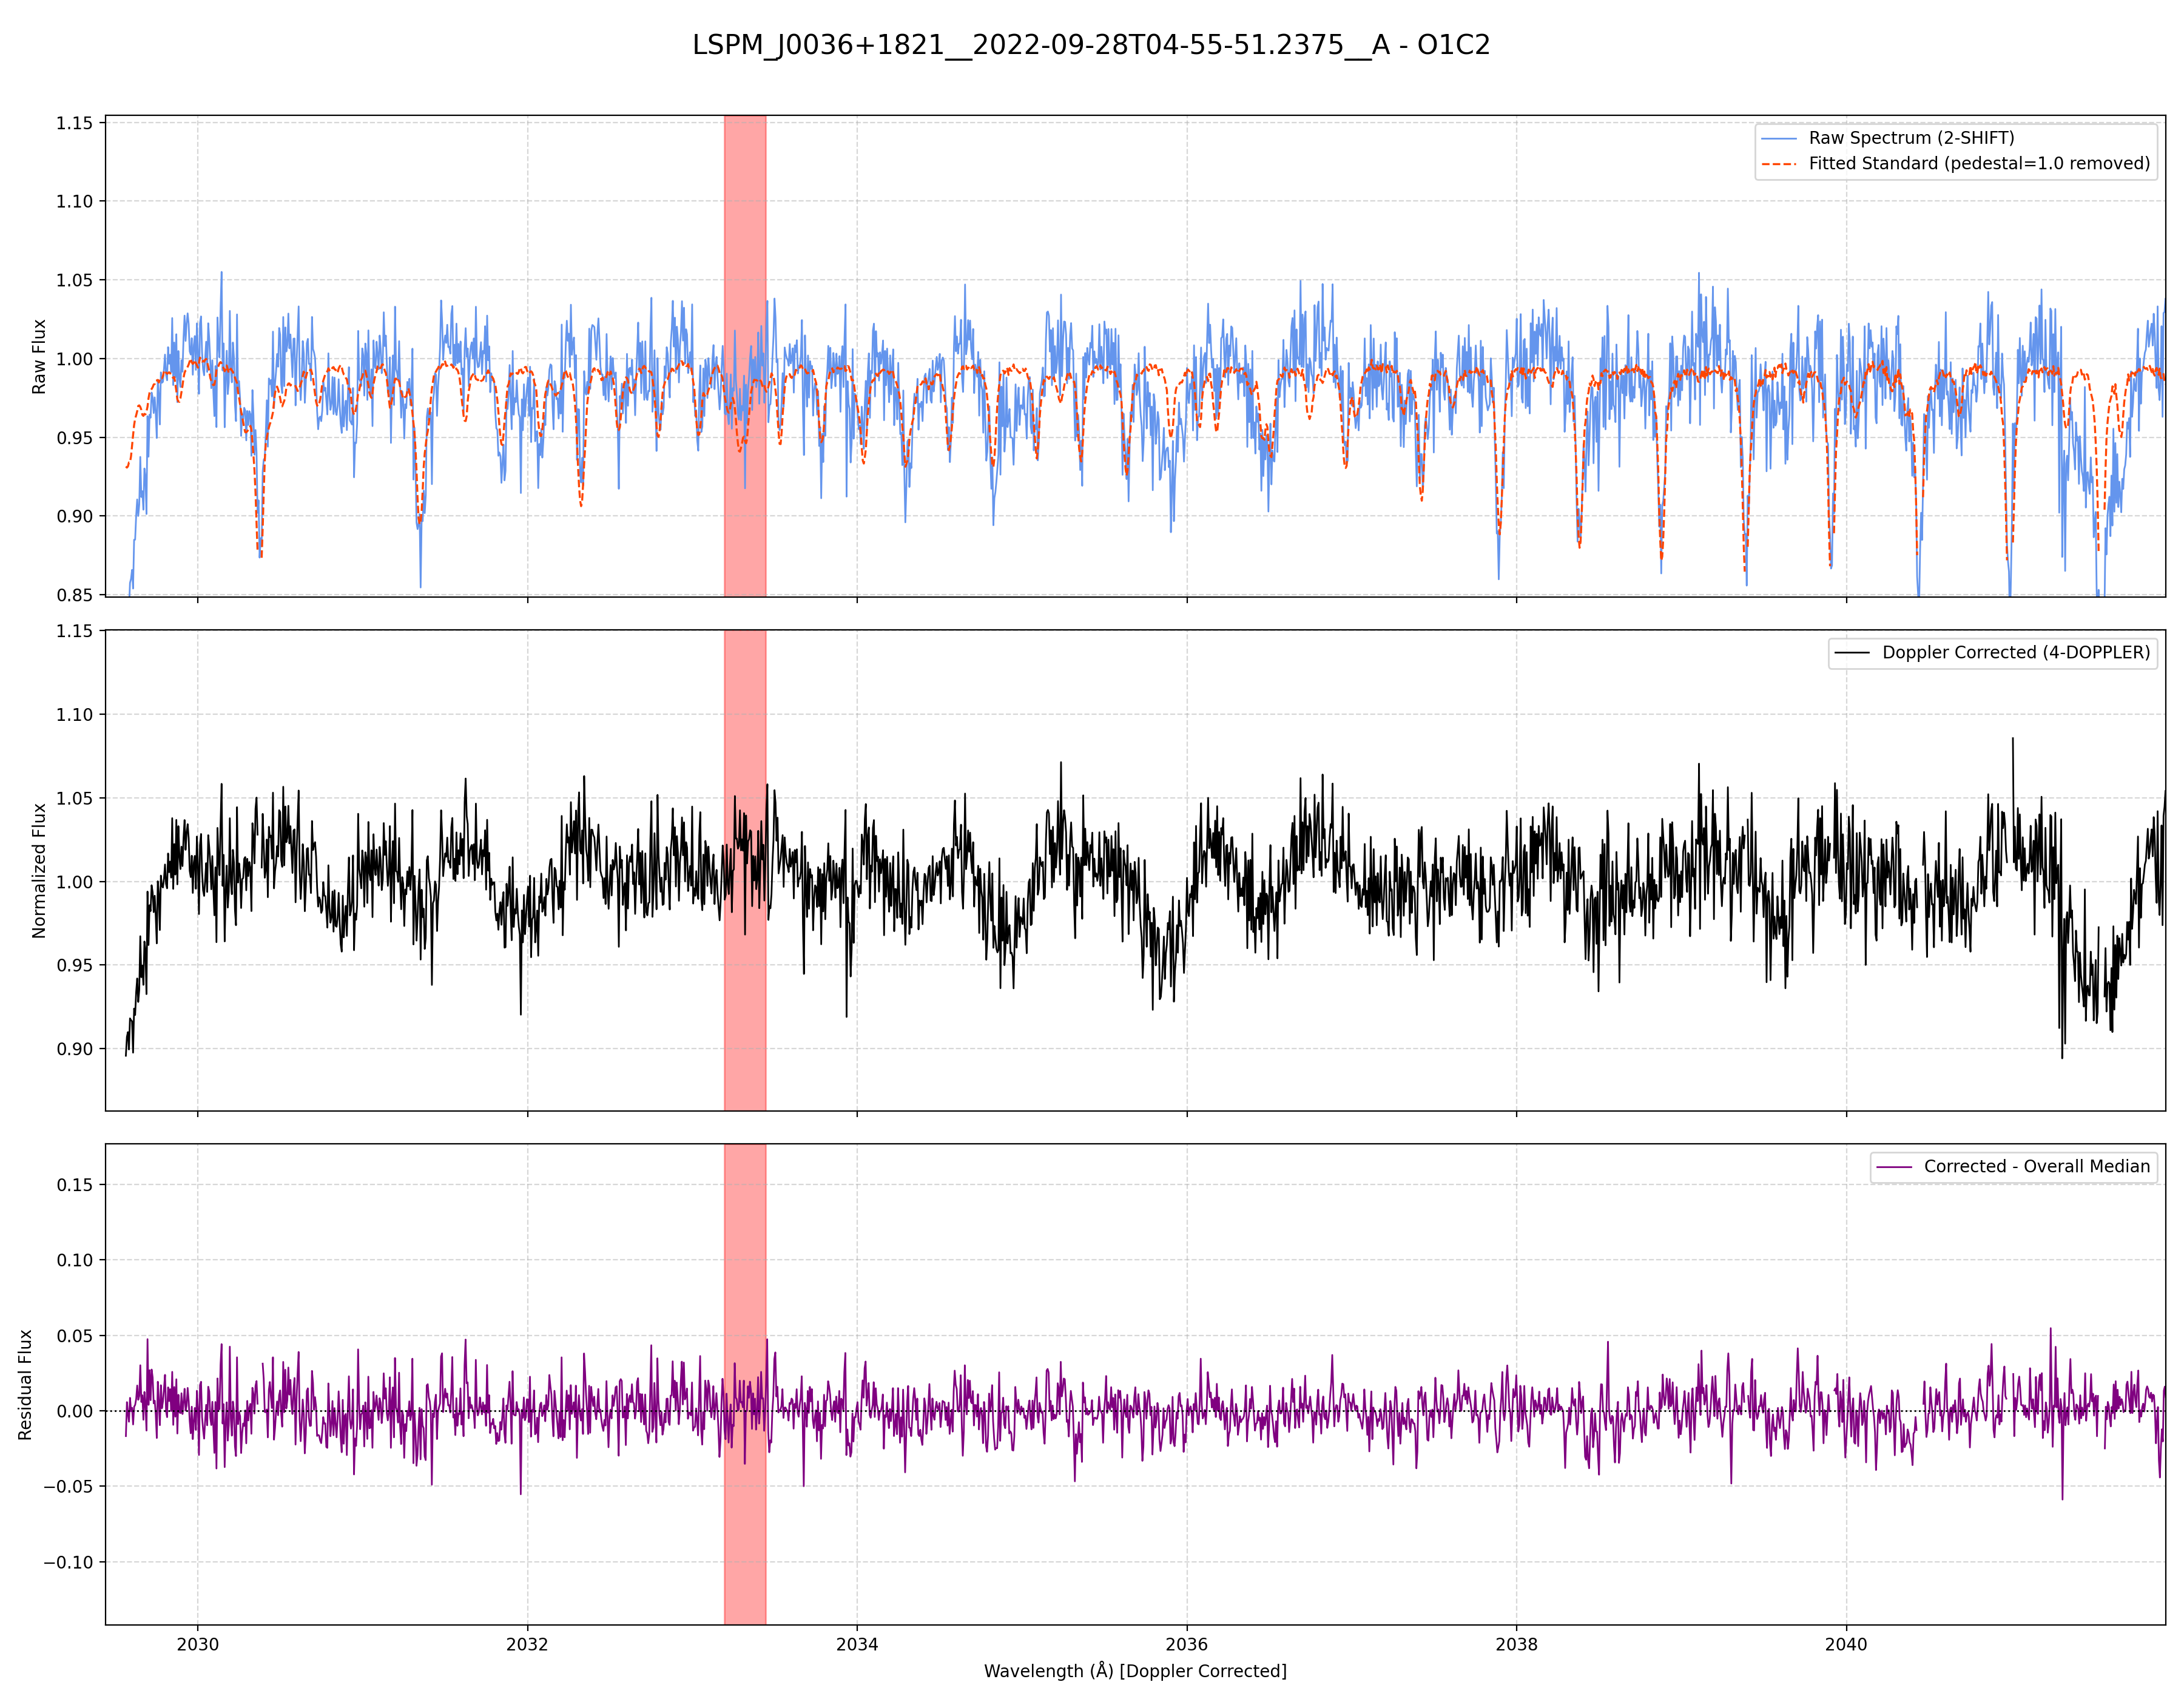 LSPM_J0036+1821__2022-09-28T04-55-51.2375__A - O1C2
Raw Flux
1.15
1.10
1.05
1.00
0.95
0.90
0.85
Raw Spectrum (2-SHIFT)
Fitted Standard (pedestal=1.0 removed)
Normalized Flux
1.15
1.10
1.05
1.00
0.95
0.90
Doppler Corrected (4-DOPPLER)
Residual Flux
0.15
0.10
0.05
0.00
−0.05
−0.10
Corrected - Overall Median
2030 2032 2034 2036 2038 2040
Wavelength (Å) [Doppler Corrected]